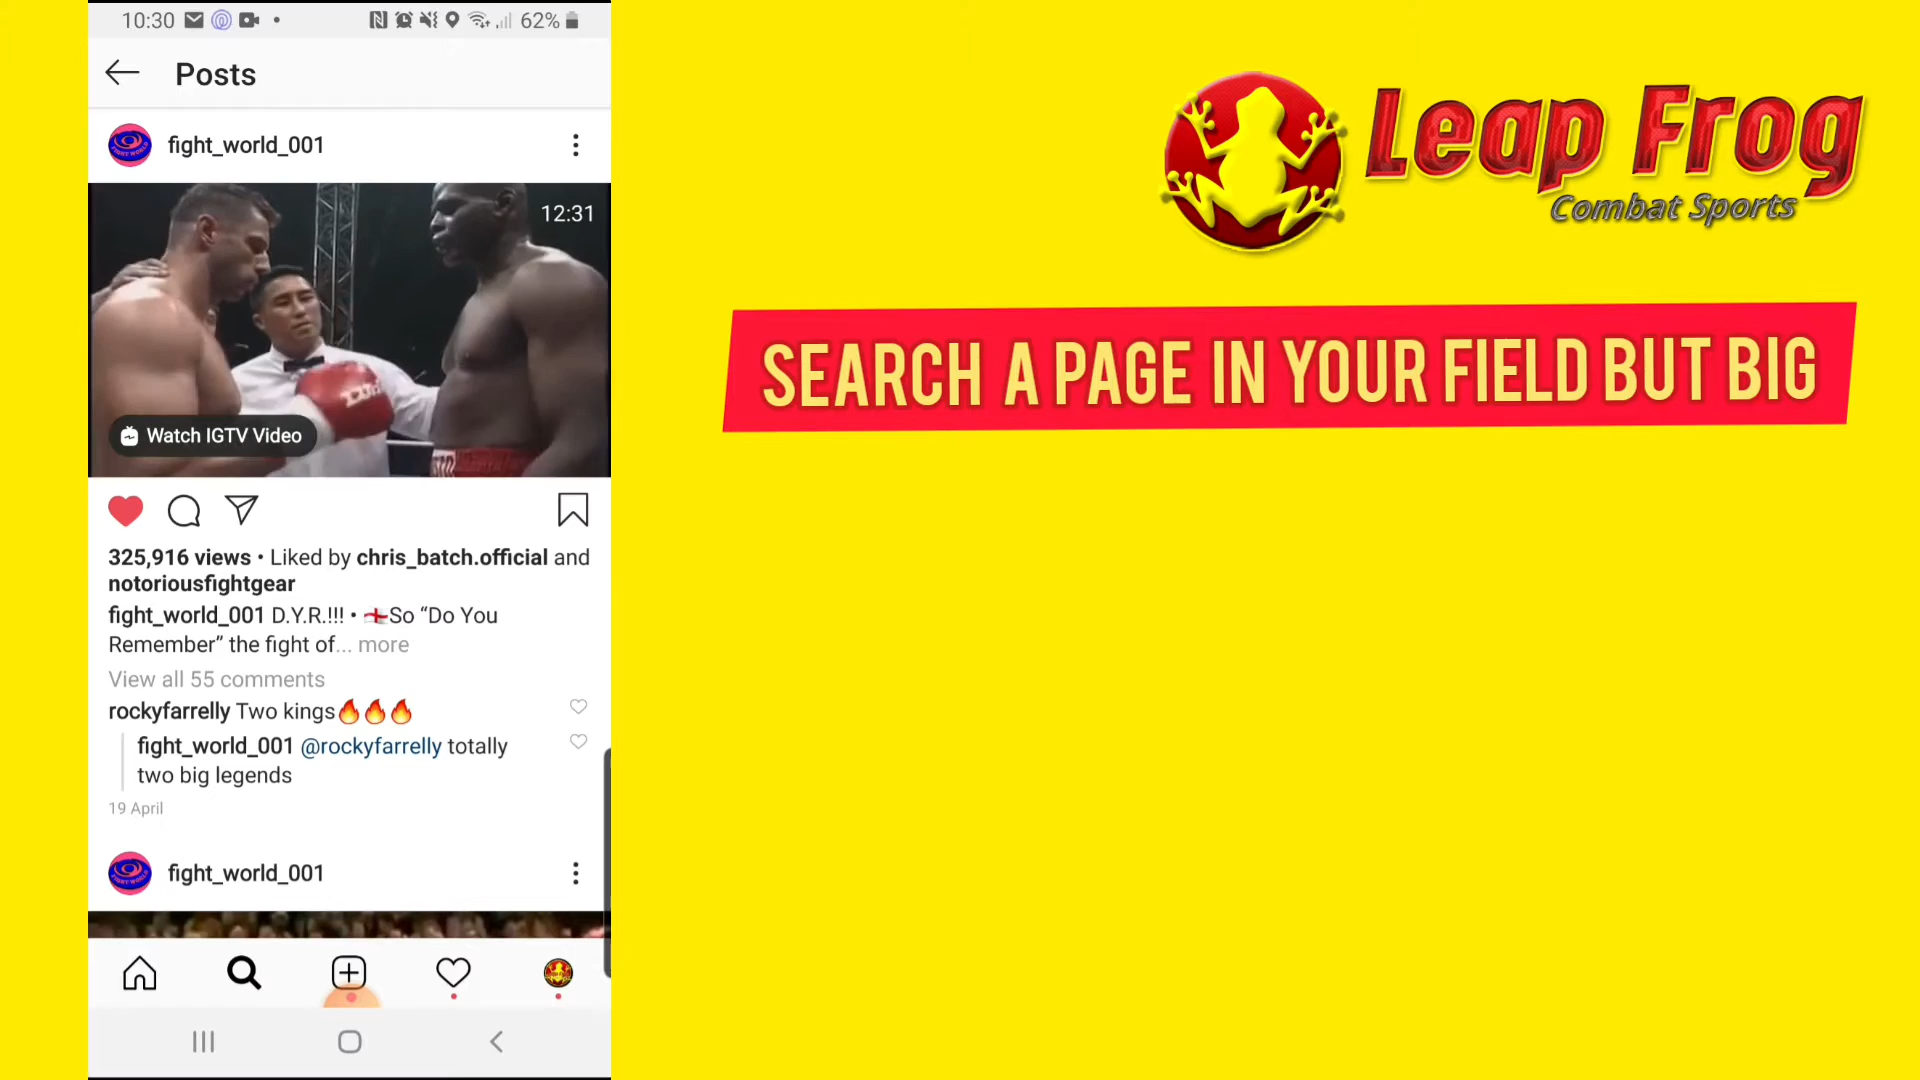 10:30
62%
Posts
fight_world_001
12:31
Watch IGTV Video
325,916 views • Liked by chris_batch.official and
notoriousfightgear
fight_world_001 D.Y.R.!!! • 🏴󠁧󠁢󠁥󠁮󠁧󠁿So “Do You
Remember” the fight of... more
View all 55 comments
rockyfarrelly Two kings🔥🔥🔥
fight_world_001 @rockyfarrelly totally
two big legends
19 April
fight_world_001
Leap Frog
Combat Sports
SEARCH A PAGE IN YOUR FIELD BUT BIG